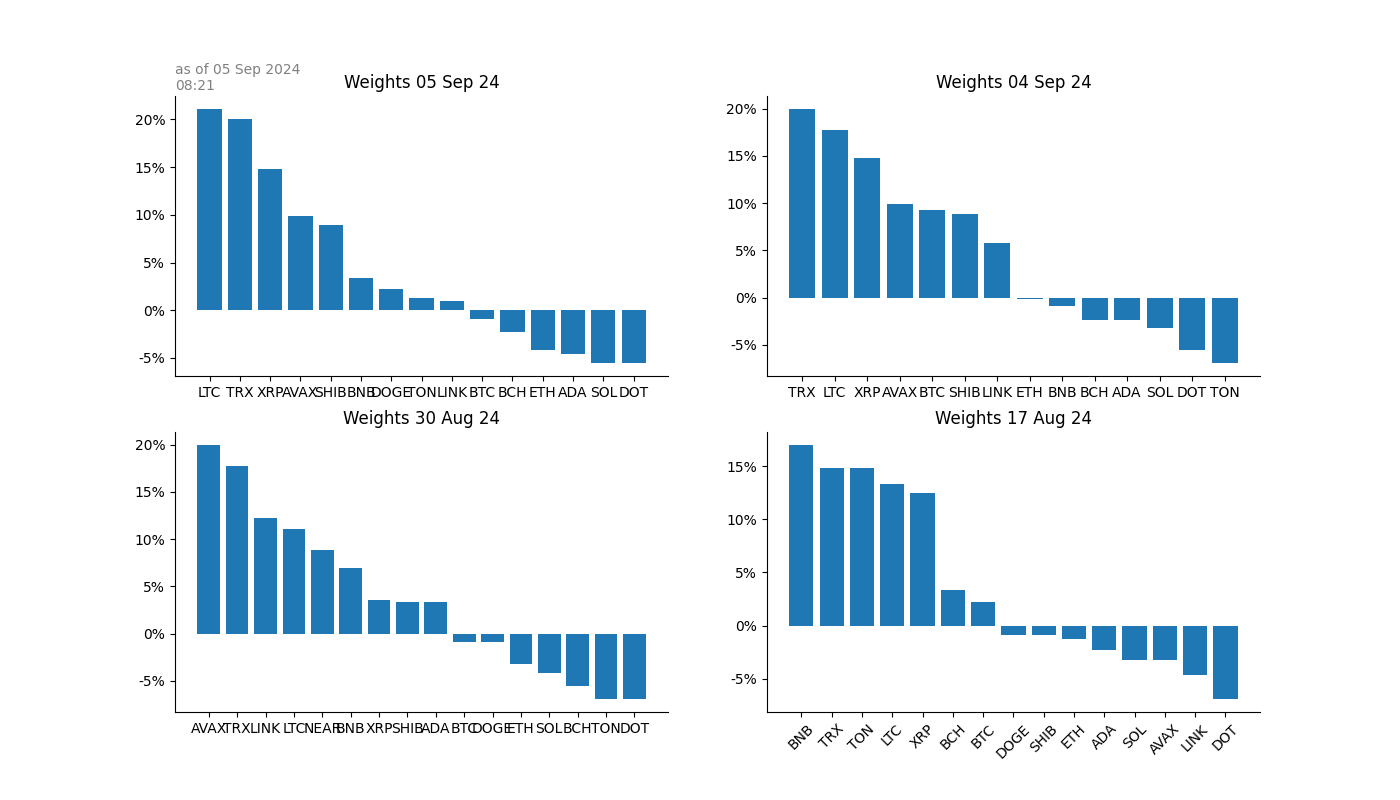 as of 05 Sep 2024
08:21
Weights 05 Sep 24
20%
15%
10%
5%
0%
-5%
LTC TRX XRP AVAX SHIB BNB DOGE TON LINK BTC BCH ETH ADA SOL DOT
Weights 04 Sep 24
20%
15%
10%
5%
0%
-5%
TRX LTC XRP AVAX BTC SHIB LINK ETH BNB BCH ADA SOL DOT TON
Weights 30 Aug 24
20%
15%
10%
5%
0%
-5%
AVAX TRX LINK LTC NEAR BNB XRP SHIB ADA BTC DOGE ETH SOL BCH TON DOT
Weights 17 Aug 24
15%
10%
5%
0%
-5%
BNB TRX TON LTC XRP BCH BTC DOGE SHIB ETH ADA SOL AVAX LINK DOT